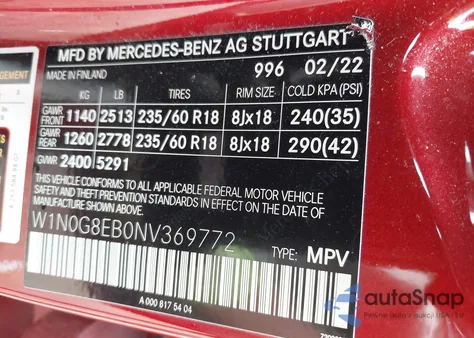 MFD BY MERCEDES-BENZ AG STUTTGART
MADE IN FINLAND 996 02/22
KG LB TIRES RIM SIZE COLD KPA (PSI)
GAWR FRONT 1140 2513 235/60 R18 8Jx18 240(35)
GAWR REAR 1260 2778 235/60 R18 8Jx18 290(42)
GVWR 2400 5291
THIS VEHICLE CONFORMS TO ALL APPLICABLE FEDERAL MOTOR VEHICLE
SAFETY AND THEFT PREVENTION STANDARDS IN EFFECT ON THE DATE OF
MANUFACTURE SHOWN ABOVE.
W1N0G8EB0NV369772 TYPE: MPV
A 000 817 54 04
autoSnap